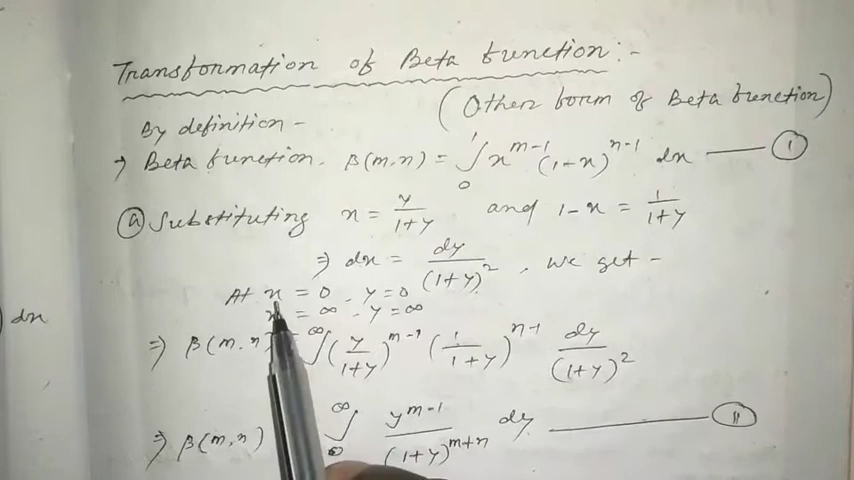 Transformation of Beta function :-
(Other form of Beta function)
By definition -
→ Beta function. β(m,n) = ∫₀¹ x^(m-1) (1-x)^(n-1) dx —— (I)
(a) Substituting x = y/(1+y) and 1-x = 1/(1+y)
⇒ dx = dy/(1+y)², we get -
At x = 0 - y = 0
x = ∞ - y = ∞
) dx
⇒ β(m,n) ∫^∞ (y/(1+y))^(m-1) (1/(1+y))^(n-1) dy/(1+y)²
⇒ β(m,n) ∫₀^∞ y^(m-1)/(1+y)^(m+n) dy —— (II)